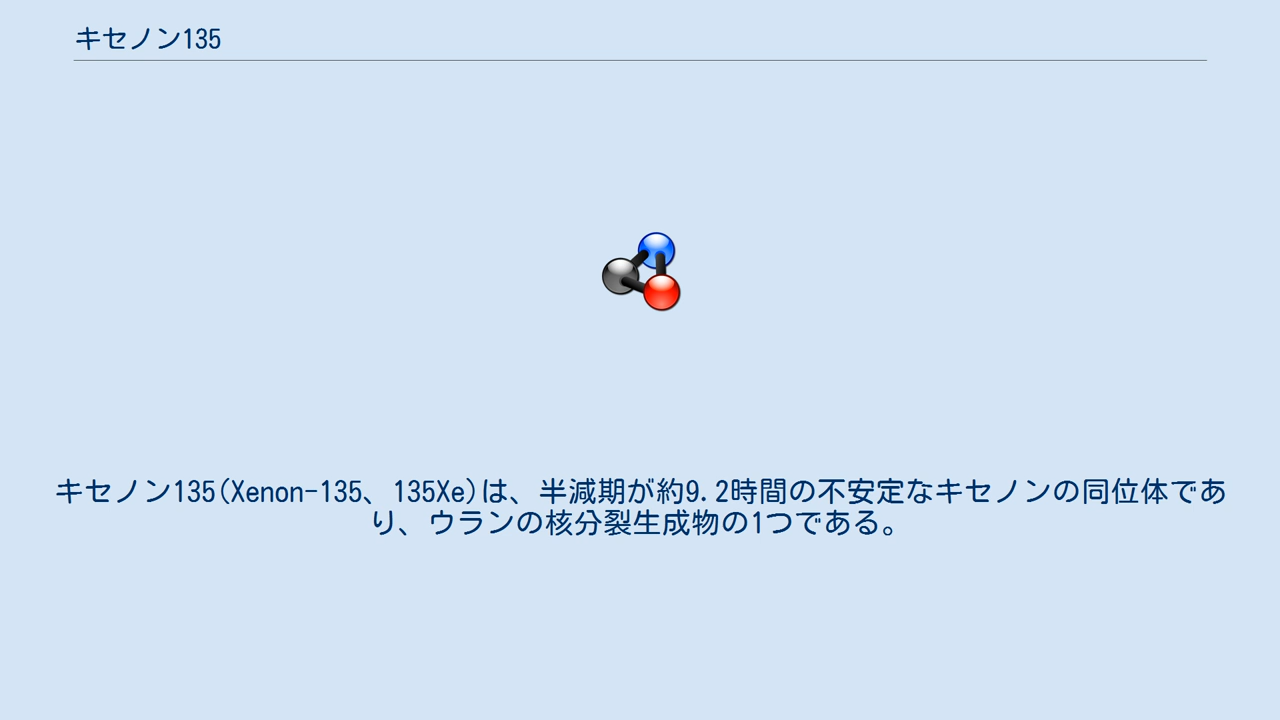 キセノン135
キセノン135(Xenon-135、135Xe)は、半減期が約9.2時間の不安定なキセノンの同位体であ
り、ウランの核分裂生成物の1つである。